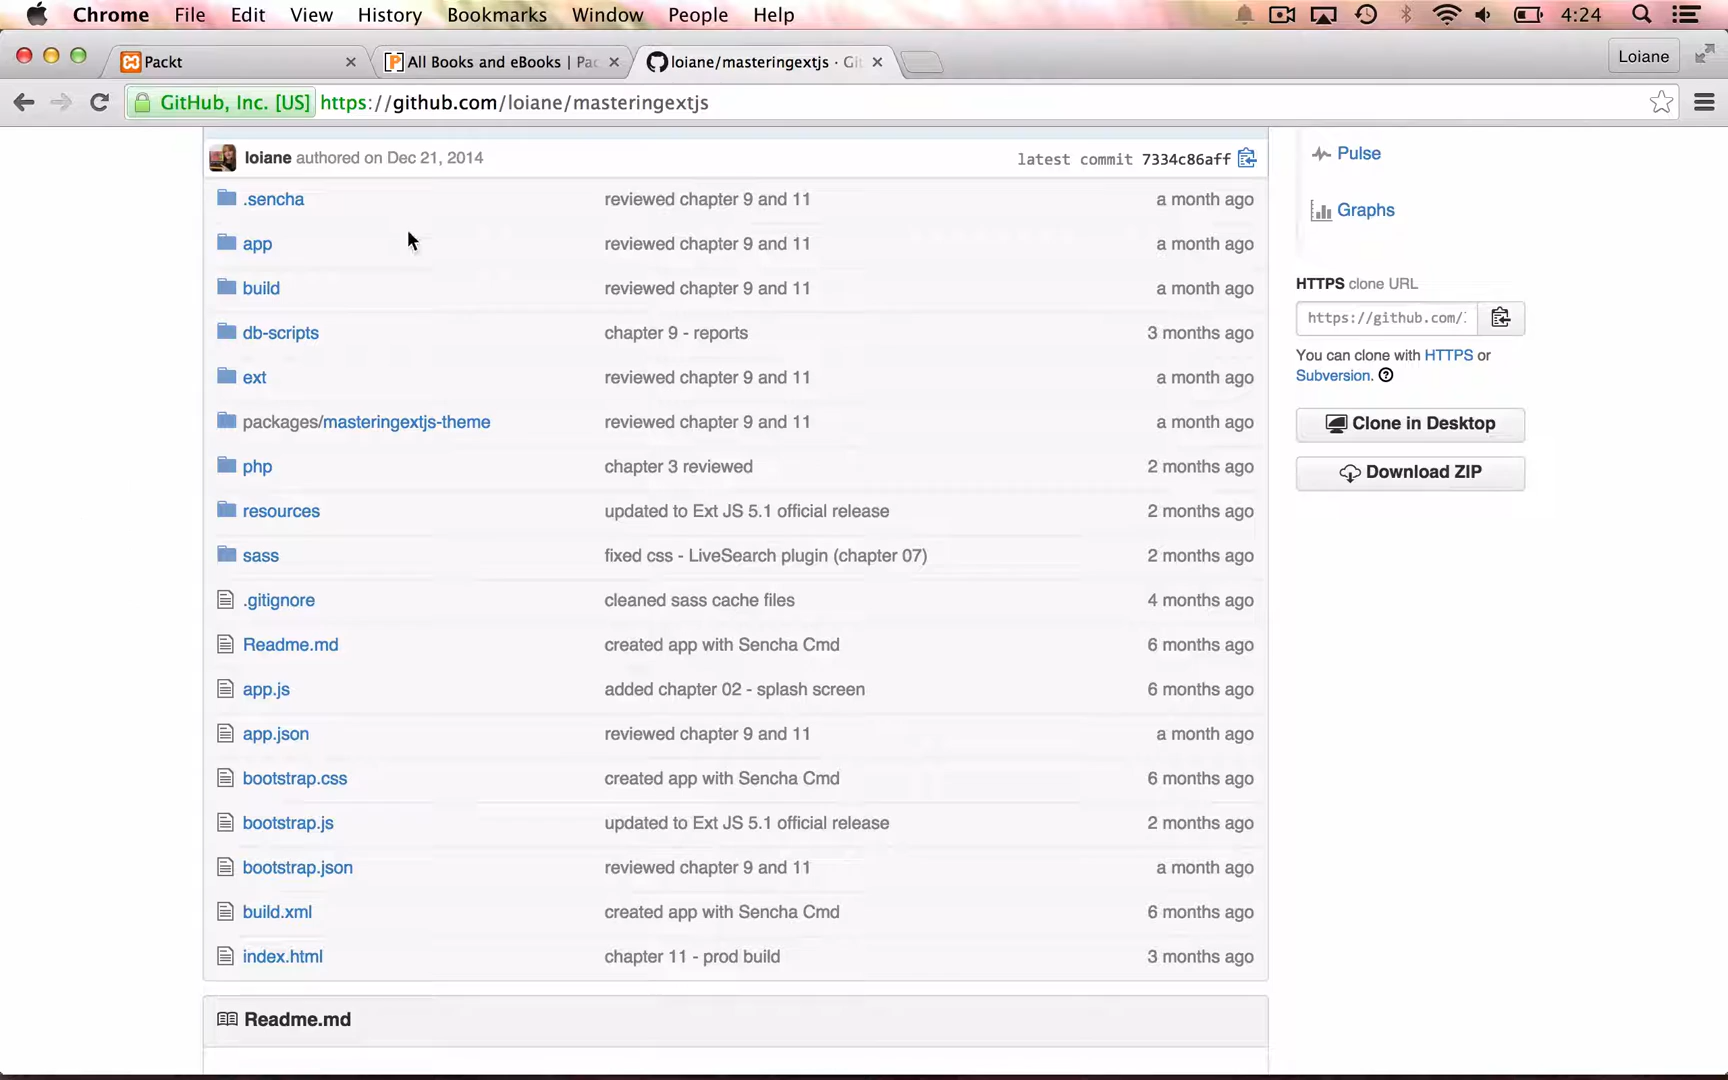 Chrome File Edit View History Bookmarks Window People Help 4:24
Packt All Books and eBooks | Pac loiane/masteringextjs · Git Loiane
GitHub, Inc. [US] https://github.com/loiane/masteringextjs
loiane authored on Dec 21, 2014 latest commit 7334c86aff
.sencha reviewed chapter 9 and 11 a month ago
app reviewed chapter 9 and 11 a month ago
build reviewed chapter 9 and 11 a month ago
db-scripts chapter 9 - reports 3 months ago
ext reviewed chapter 9 and 11 a month ago
packages/masteringextjs-theme reviewed chapter 9 and 11 a month ago
php chapter 3 reviewed 2 months ago
resources updated to Ext JS 5.1 official release 2 months ago
sass fixed css - LiveSearch plugin (chapter 07) 2 months ago
.gitignore cleaned sass cache files 4 months ago
Readme.md created app with Sencha Cmd 6 months ago
app.js added chapter 02 - splash screen 6 months ago
app.json reviewed chapter 9 and 11 a month ago
bootstrap.css created app with Sencha Cmd 6 months ago
bootstrap.js updated to Ext JS 5.1 official release 2 months ago
bootstrap.json reviewed chapter 9 and 11 a month ago
build.xml created app with Sencha Cmd 6 months ago
index.html chapter 11 - prod build 3 months ago
Readme.md
Pulse
Graphs
HTTPS clone URL
https://github.com/
You can clone with HTTPS or
Subversion.
Clone in Desktop
Download ZIP